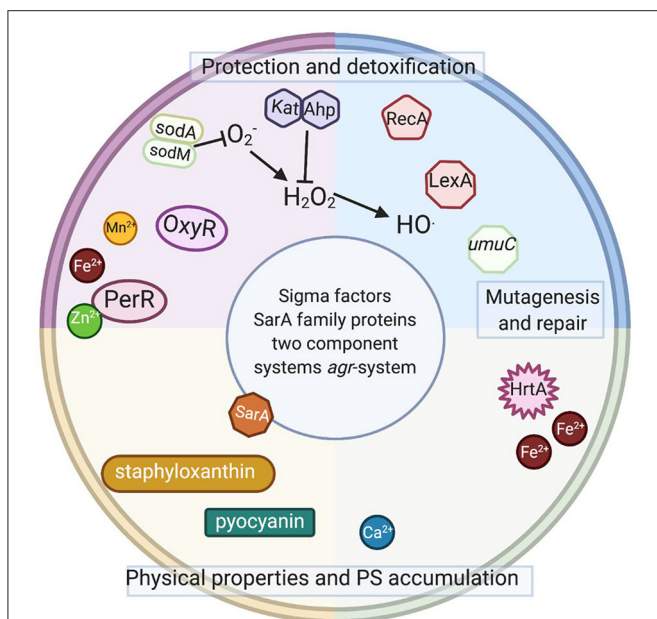 Protection and detoxification
Kat Ahp
RecA
sodA
sodM
O₂⁻
LexA
H₂O₂
HO·
Mn²⁺
OxyR
umuC
Fe²⁺
PerR
Zn²⁺
Sigma factors
SarA family proteins
two component
systems agr-system
Mutagenesis
and repair
HrtA
SarA
Fe²⁺
Fe²⁺
staphyloxanthin
pyocyanin
Ca²⁺
Physical properties and PS accumulation